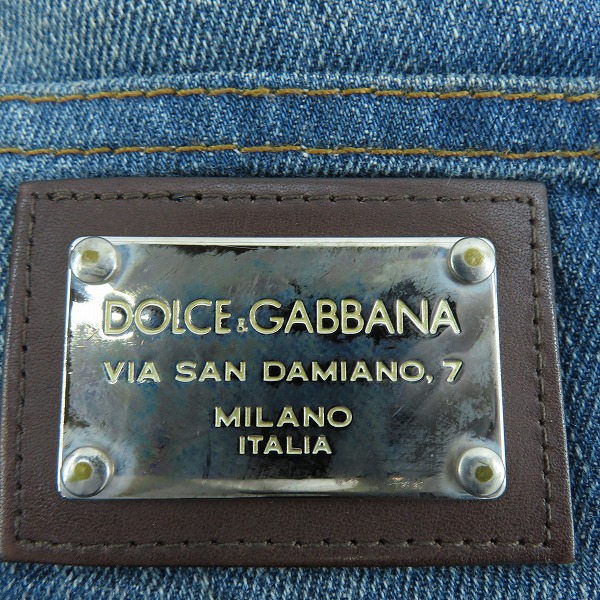 DOLCE&GABBANA
VIA SAN DAMIANO, 7
MILANO
ITALIA